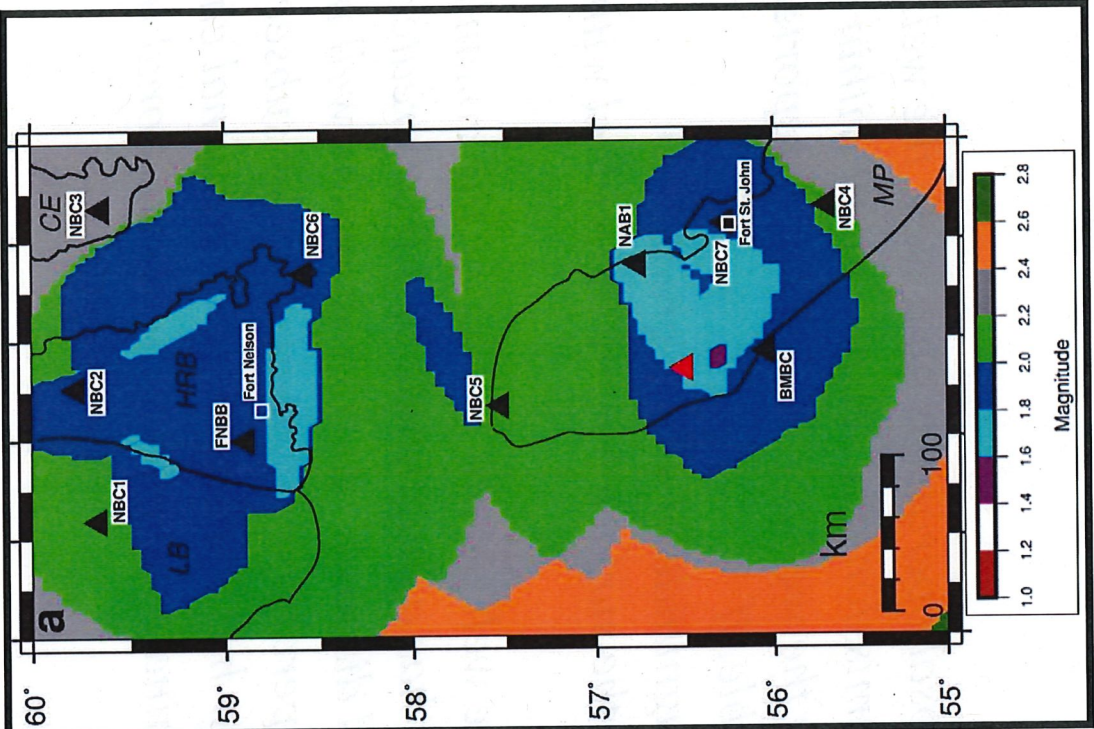 a
CE
NBC3
NBC2
NBC1
HRB
NBC6
Fort Nelson
FNBB
LB
NBC5
NAB1
NBC7
Fort St. John
NBC4
MP
BMBC
60°
59°
58°
57°
56°
55°
km
0
100
1.0
1.2
1.4
1.6
1.8
2.0
2.2
2.4
2.6
2.8
Magnitude